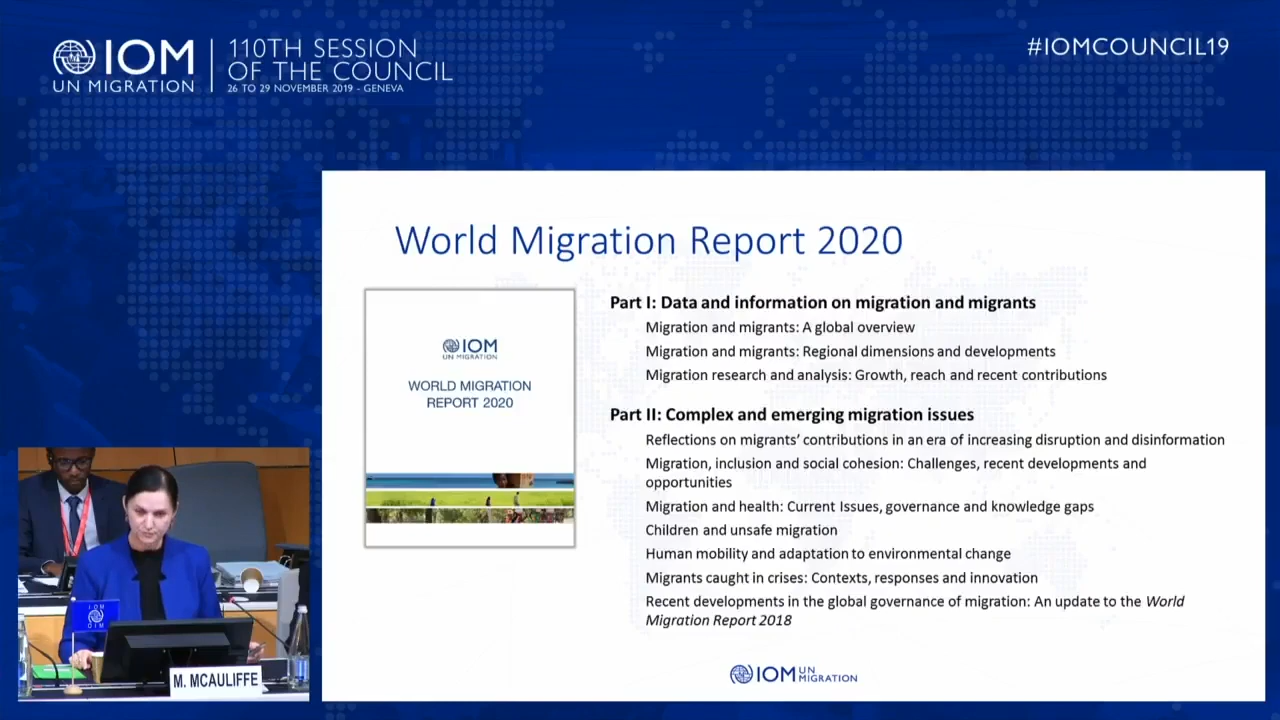 IOM
UN MIGRATION
110TH SESSION
OF THE COUNCIL
26 TO 29 NOVEMBER 2019 - GENEVA
#IOMCOUNCIL19
World Migration Report 2020
IOM
UN MIGRATION
WORLD MIGRATION
REPORT 2020
Part I: Data and information on migration and migrants
Migration and migrants: A global overview
Migration and migrants: Regional dimensions and developments
Migration research and analysis: Growth, reach and recent contributions
Part II: Complex and emerging migration issues
Reflections on migrants' contributions in an era of increasing disruption and disinformation
Migration, inclusion and social cohesion: Challenges, recent developments and
opportunities
Migration and health: Current Issues, governance and knowledge gaps
Children and unsafe migration
Human mobility and adaptation to environmental change
Migrants caught in crises: Contexts, responses and innovation
Recent developments in the global governance of migration: An update to the World
Migration Report 2018
IOM UN
MIGRATION
IOM
OIM
M. MCAULIFFE